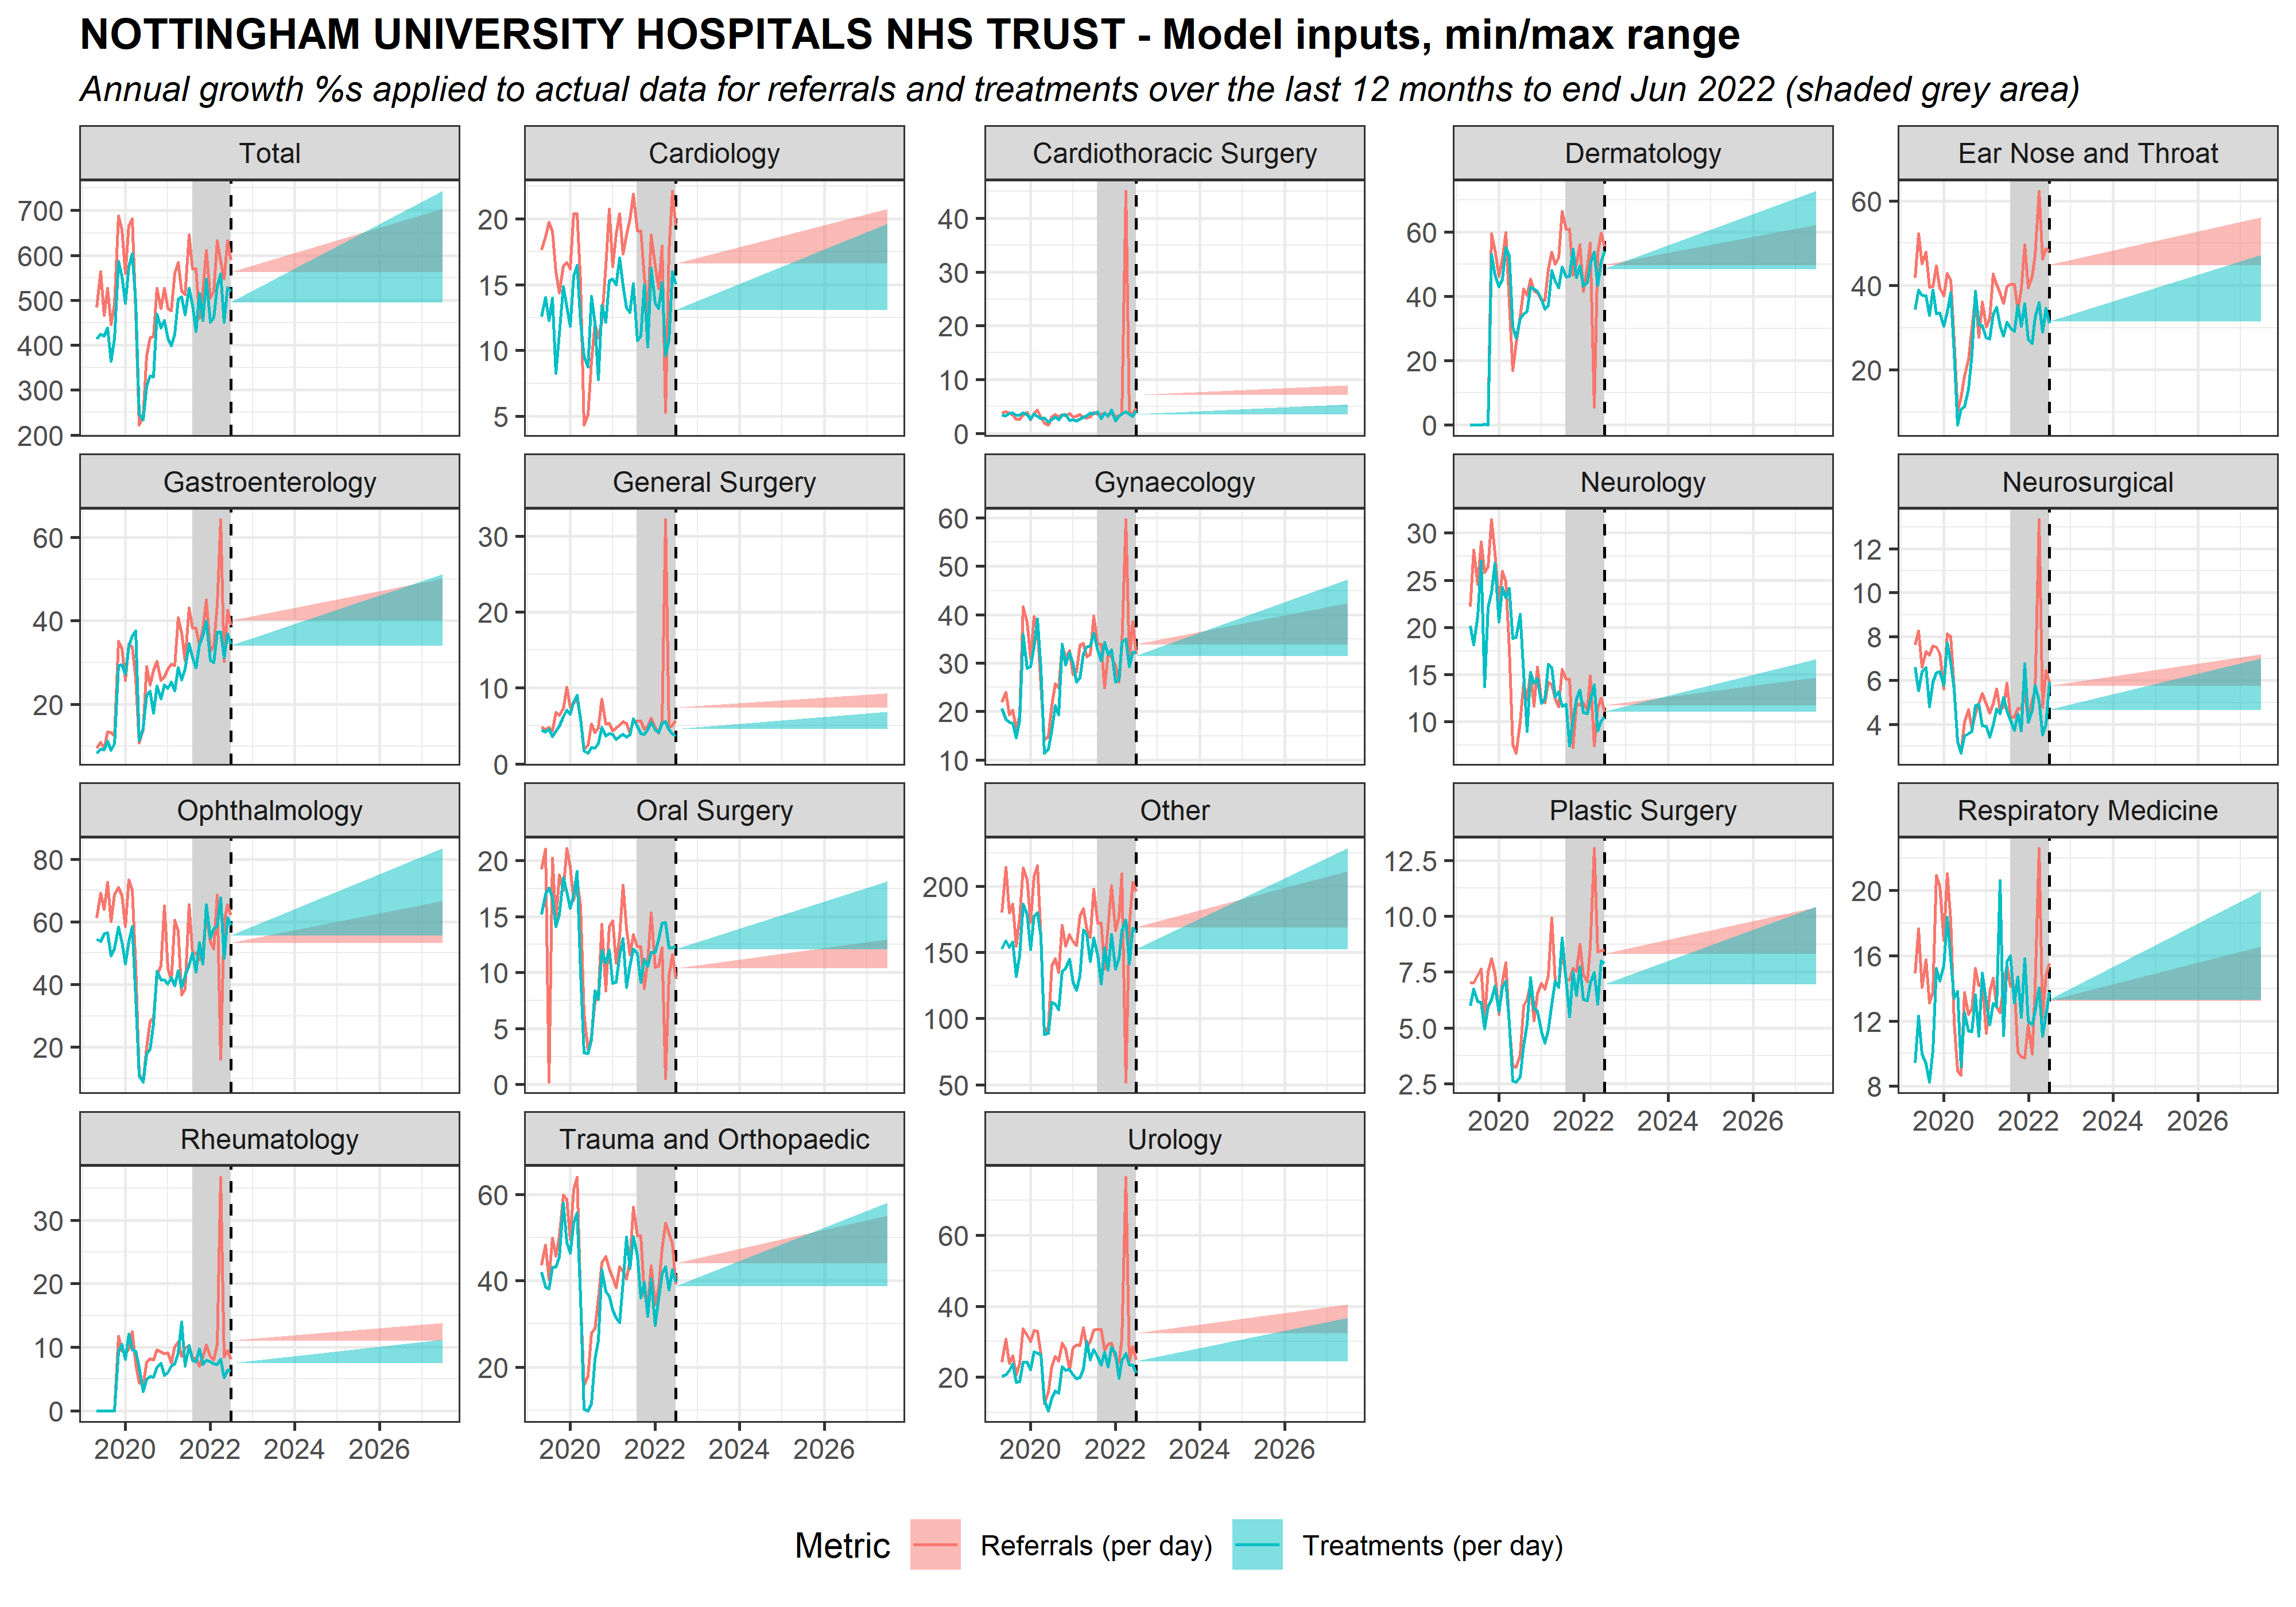 NOTTINGHAM UNIVERSITY HOSPITALS NHS TRUST - Model inputs, min/max range
Annual growth %s applied to actual data for referrals and treatments over the last 12 months to end Jun 2022 (shaded grey area)
Total
Cardiology
Cardiothoracic Surgery
Dermatology
Ear Nose and Throat
700
600
500
400
300
200
20
15
10
5
40
30
20
10
0
60
40
20
0
60
40
20
Gastroenterology
General Surgery
Gynaecology
Neurology
Neurosurgical
60
40
20
30
20
10
0
60
50
40
30
20
10
30
25
20
15
10
12
10
8
6
4
Ophthalmology
Oral Surgery
Other
Plastic Surgery
Respiratory Medicine
80
60
40
20
20
15
10
5
0
200
150
100
50
12.5
10.0
7.5
5.0
2.5
20
16
12
8
2020 2022 2024 2026
2020 2022 2024 2026
Rheumatology
Trauma and Orthopaedic
Urology
30
20
10
0
60
40
20
60
40
20
2020 2022 2024 2026
2020 2022 2024 2026
2020 2022 2024 2026
Metric Referrals (per day) Treatments (per day)